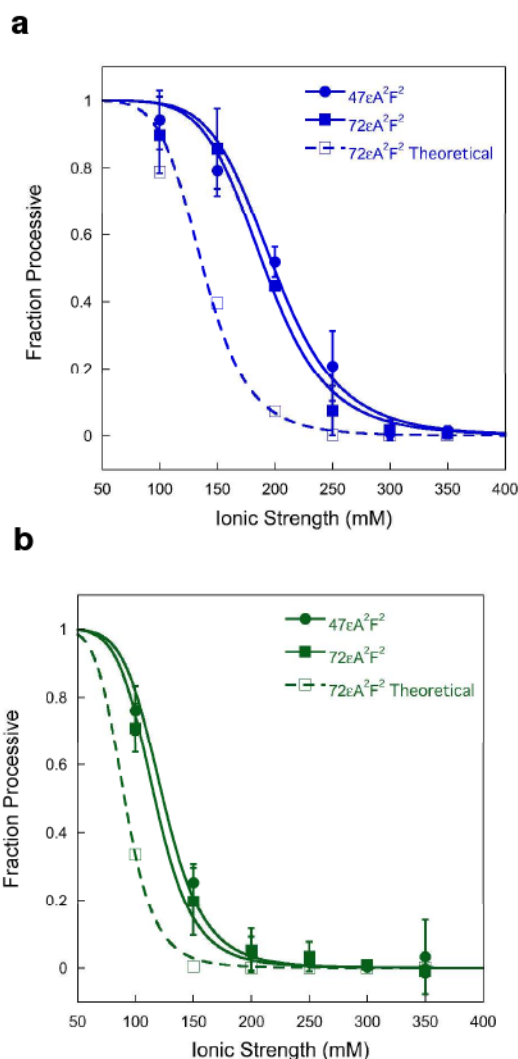 a
47εA²F²
72εA²F²
72εA²F² Theoretical
1
0.8
0.6
0.4
0.2
0
Fraction Processive
50 100 150 200 250 300 350 400
Ionic Strength (mM)
b
47εA²F²
72εA²F²
72εA²F² Theoretical
1
0.8
0.6
0.4
0.2
0
Fraction Processive
50 100 150 200 250 300 350 400
Ionic Strength (mM)